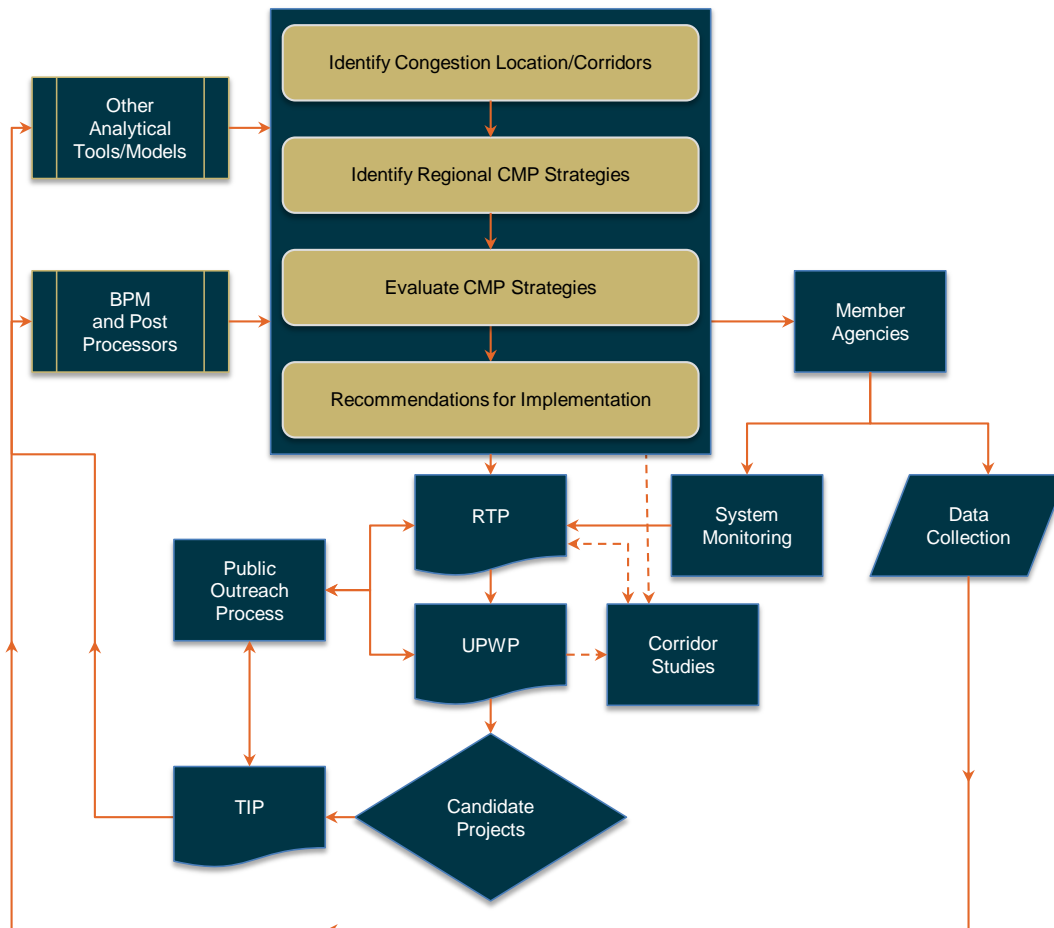 Identify Congestion Location/Corridors
Other
Analytical
Tools/Models
Identify Regional CMP Strategies
BPM
and Post
Processors
Evaluate CMP Strategies
Member
Agencies
Recommendations for Implementation
RTP
System
Monitoring
Data
Collection
Public
Outreach
Process
UPWP
Corridor
Studies
TIP
Candidate
Projects